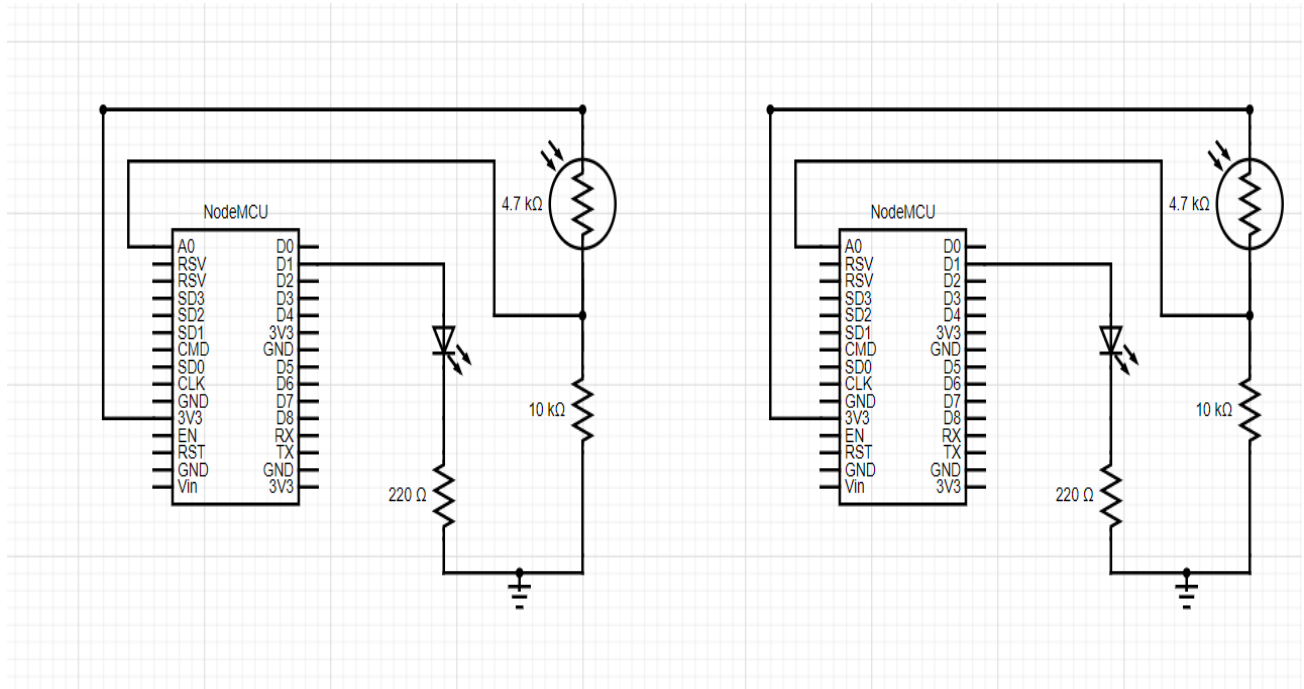 4.7 kΩ
NodeMCU
A0 D0
RSV D1
RSV D2
SD3 D3
SD2 D4
SD1 3V3
CMD GND
SD0 D5
CLK D6
GND D7
3V3 D8
EN RX
RST TX
GND GND
Vin 3V3
10 kΩ
220 Ω
4.7 kΩ
NodeMCU
A0 D0
RSV D1
RSV D2
SD3 D3
SD2 D4
SD1 3V3
CMD GND
SD0 D5
CLK D6
GND D7
3V3 D8
EN RX
RST TX
GND GND
Vin 3V3
10 kΩ
220 Ω